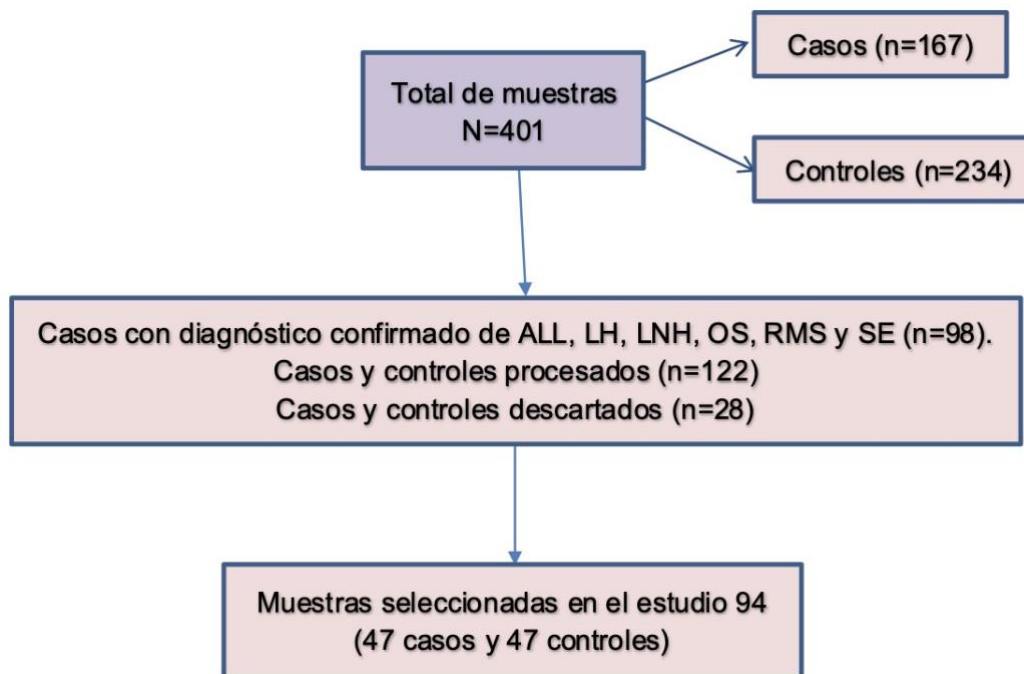 Total de muestras
N=401
Casos (n=167)
Controles (n=234)
Casos con diagnóstico confirmado de ALL, LH, LNH, OS, RMS y SE (n=98).
Casos y controles procesados (n=122)
Casos y controles descartados (n=28)
Muestras seleccionadas en el estudio 94
(47 casos y 47 controles)